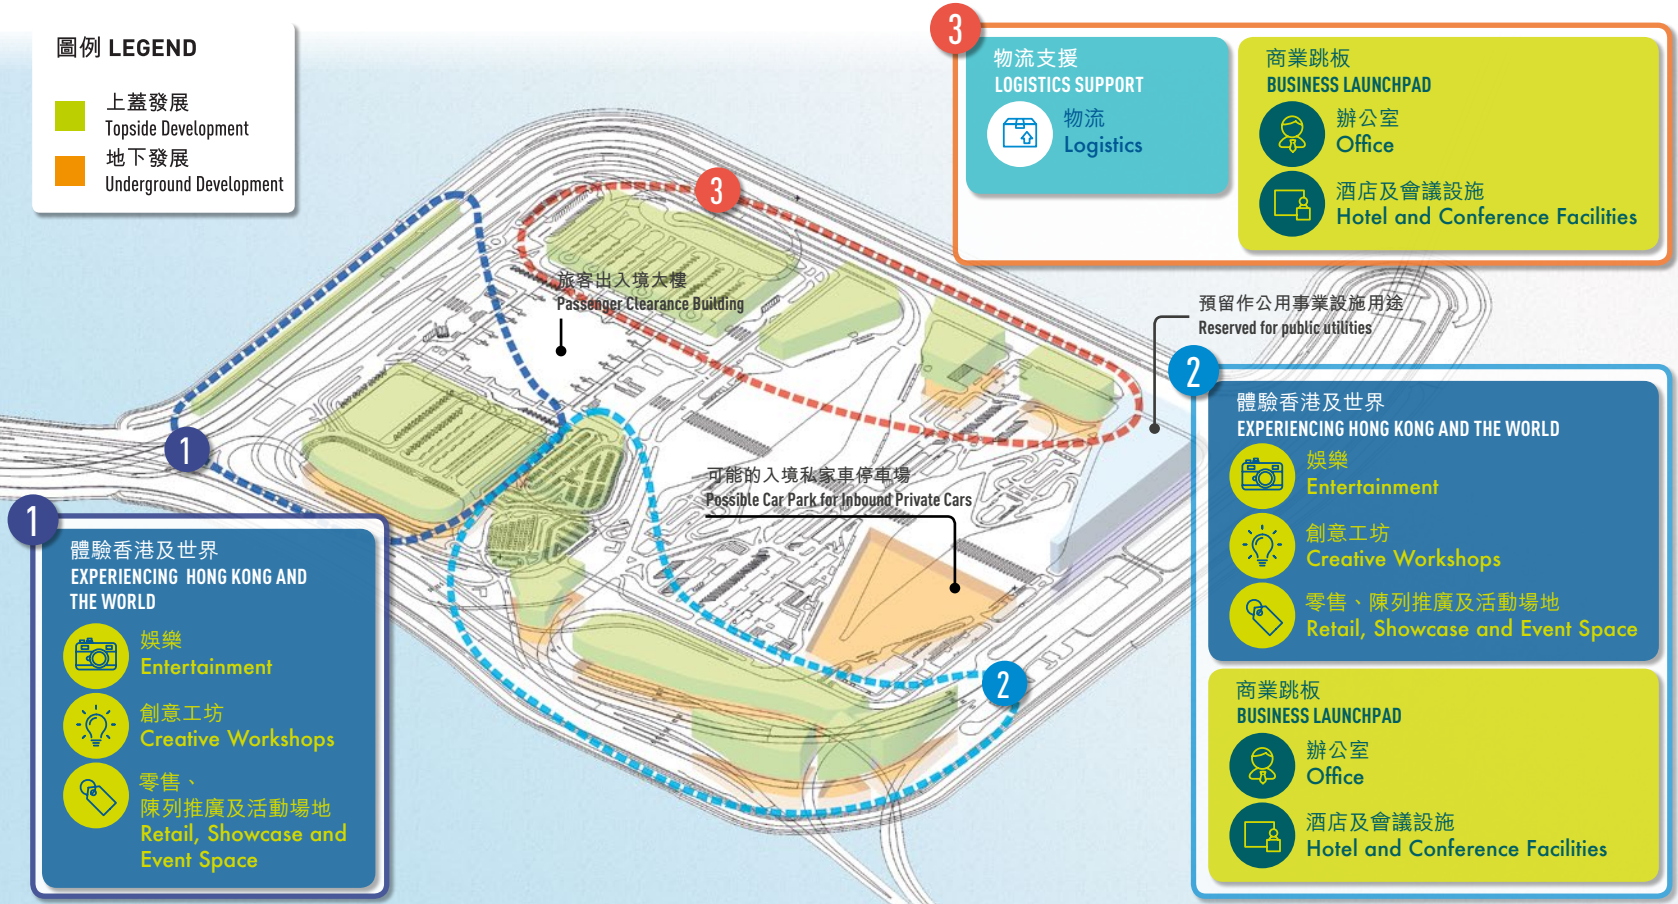 圖例 LEGEND
上蓋發展
Topside Development
地下發展
Underground Development
3
物流支援
LOGISTICS SUPPORT
物流
Logistics
商業跳板
BUSINESS LAUNCHPAD
辦公室
Office
酒店及會議設施
Hotel and Conference Facilities
3
旅客出入境大樓
Passenger Clearance Building
預留作公用事業設施用途
Reserved for public utilities
1
可能的入境私家車停車場
Possible Car Park for Inbound Private Cars
2
1
體驗香港及世界
EXPERIENCING HONG KONG AND
THE WORLD
娛樂
Entertainment
創意工坊
Creative Workshops
零售、
陳列推廣及活動場地
Retail, Showcase and
Event Space
2
體驗香港及世界
EXPERIENCING HONG KONG AND THE WORLD
娛樂
Entertainment
創意工坊
Creative Workshops
零售、陳列推廣及活動場地
Retail, Showcase and Event Space
商業跳板
BUSINESS LAUNCHPAD
辦公室
Office
酒店及會議設施
Hotel and Conference Facilities